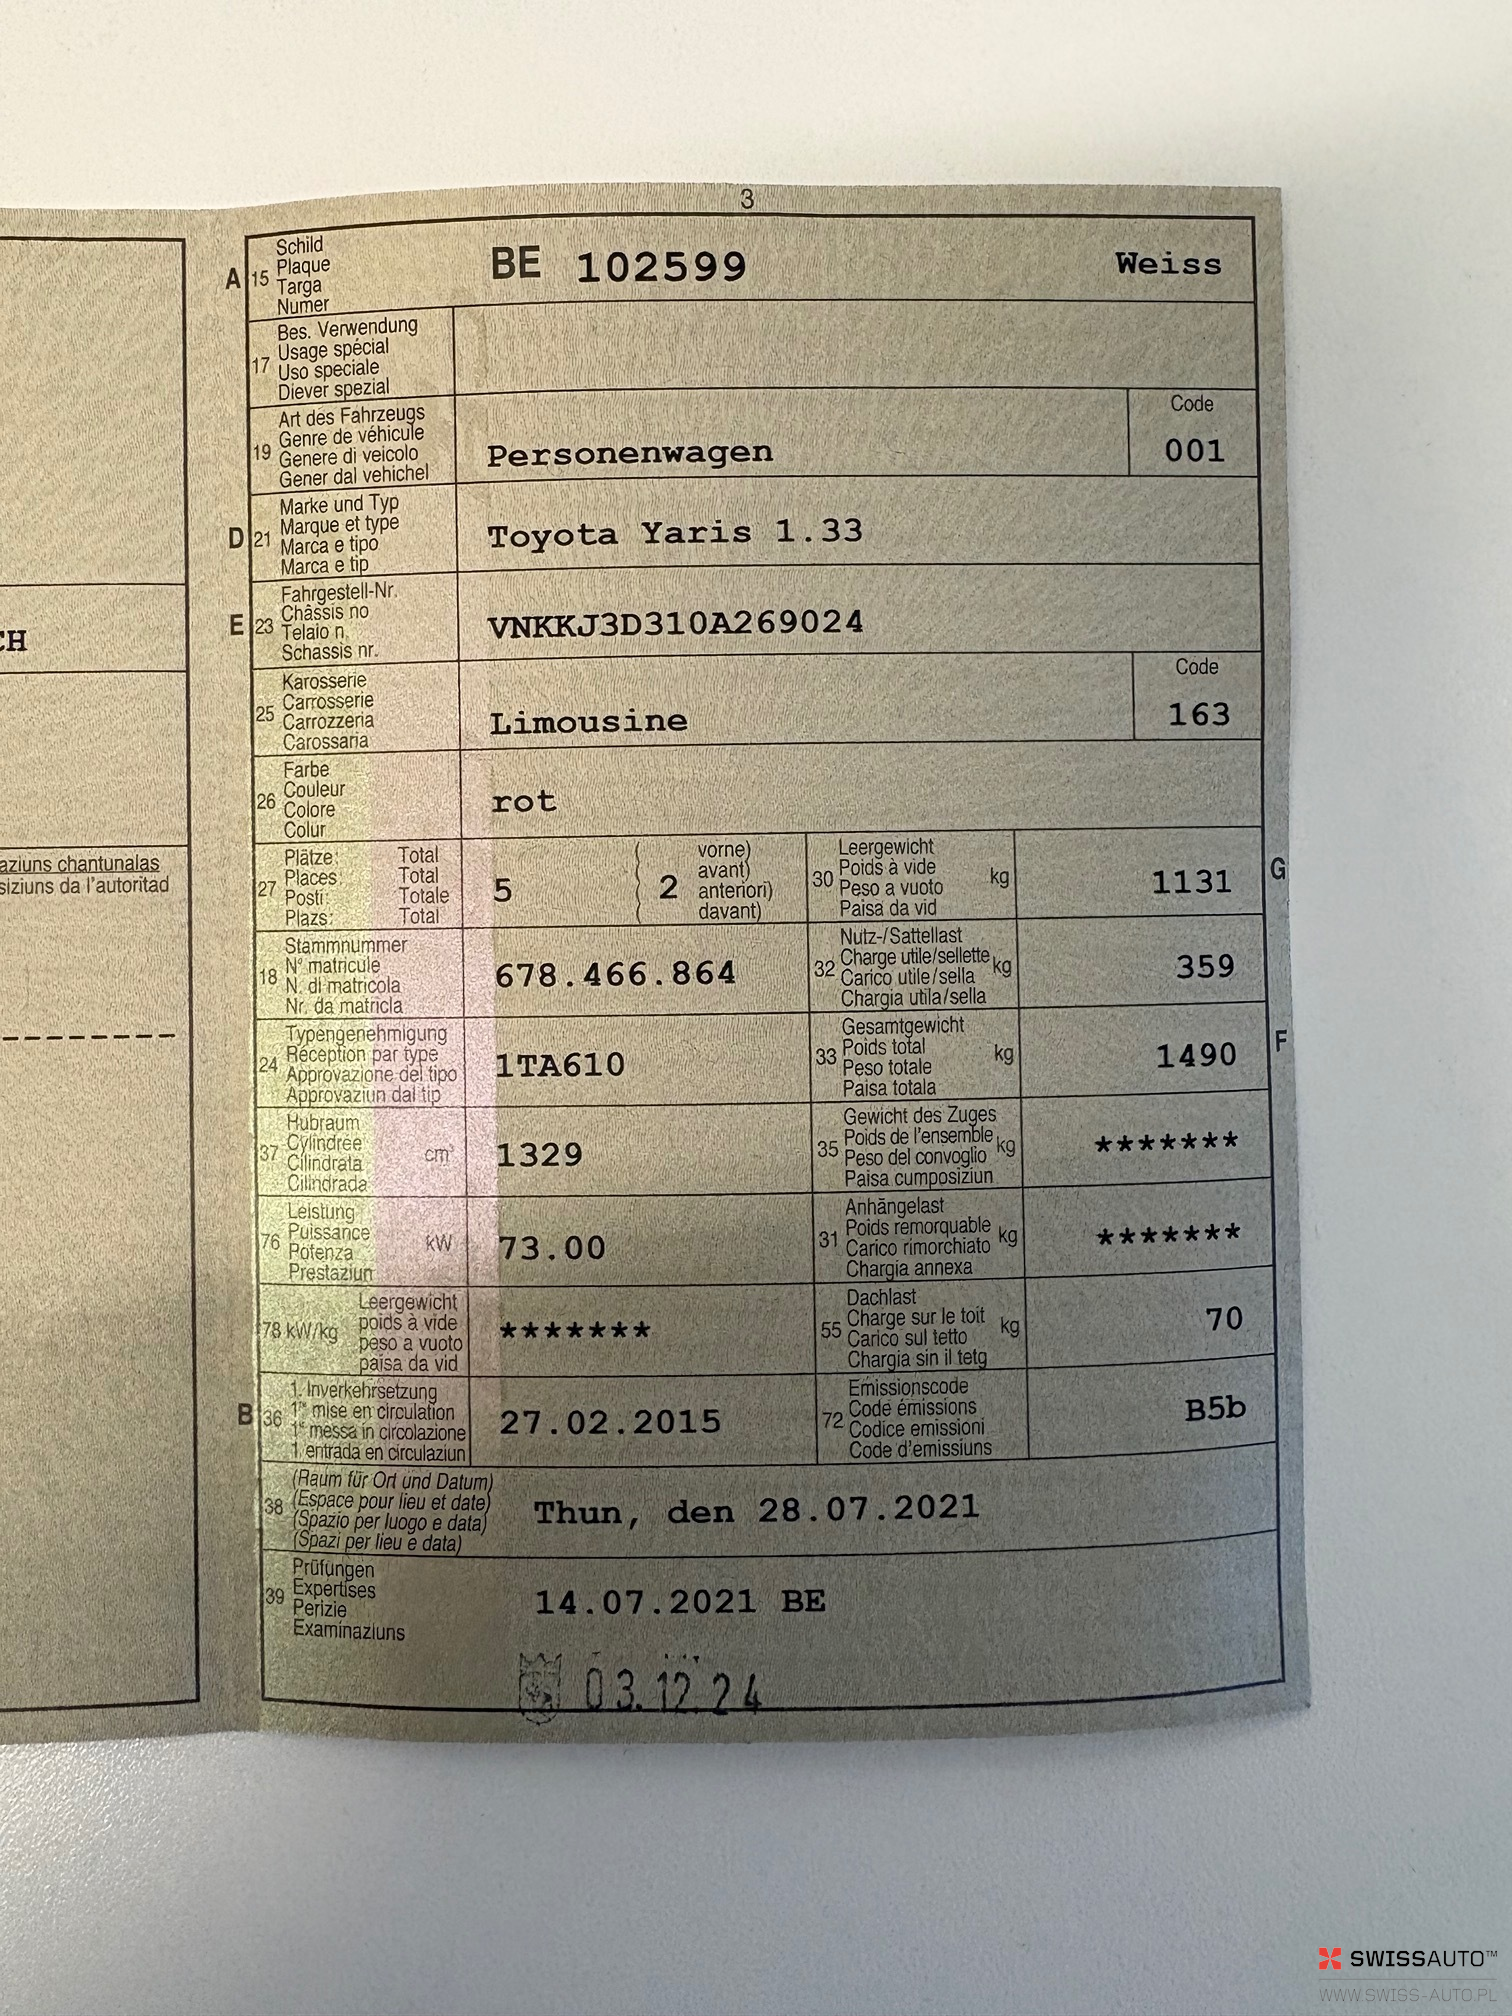 3
A 15 Schild Plaque Targa Numer BE 102599 Weiss
17 Bes. Verwendung Usage spécial Uso speciale Diever spezial
19 Art des Fahrzeugs Genre de véhicule Genere di veicolo Gener dal vehichel Personenwagen Code 001
D 21 Marke und Typ Marque et type Marca e tipo Marca e tip Toyota Yaris 1.33
E 23 Fahrgestell-Nr. Châssis no Telaio n. Schassis nr. VNKKJ3D310A269024
CH
25 Karosserie Carrosserie Carrozzeria Carossaria Limousine Code 163
26 Farbe Couleur Colore Colur rot
27 Plätze: Total Places: Total Posti: Totale Plazs: Total 5 ( 2 vorne) avant) anteriori) davant)
30 Leergewicht Poids à vide Peso a vuoto Paisa da vid kg 1131 G
aziuns chantunalas
siziuns da l'autoritad
18 Stammnummer N° matricule N. di matricola Nr. da matricla 678.466.864
32 Nutz-/Sattellast Charge utile/sellette Carico utile/sella Chargia utila/sella kg 359
24 Typengenehmigung Réception par type Approvazione del tipo Approvaziun dal tip 1TA610
33 Gesamtgewicht Poids total Peso totale Paisa totala kg 1490 F
37 Hubraum Cylindrée Cilindrata Cilindrada cm³ 1329
35 Gewicht des Zuges Poids de l'ensemble Peso del convoglio Paisa cumposiziun kg *******
76 Leistung Puissance Potenza Prestaziun kW 73.00
31 Anhängelast Poids remorquable Carico rimorchiato Chargia annexa kg *******
78 kW/kg Leergewicht poids à vide peso a vuoto paisa da vid *******
55 Dachlast Charge sur le toit Carico sul tetto Chargia sin il tetg kg 70
B 36 1. Inverkehrsetzung 1re mise en circulation 1a messa in circolazione 1. entrada en circulaziun 27.02.2015
72 Emissionscode Code émissions Codice emissioni Code d'emissiuns B5b
38 (Raum für Ort und Datum) (Espace pour lieu et date) (Spazio per luogo e data) (Spazi per lieu e data) Thun, den 28.07.2021
39 Prüfungen Expertises Perizie Examinaziuns 14.07.2021 BE
03.12.24
SWISSAUTO™
WWW.SWISS-AUTO.PL